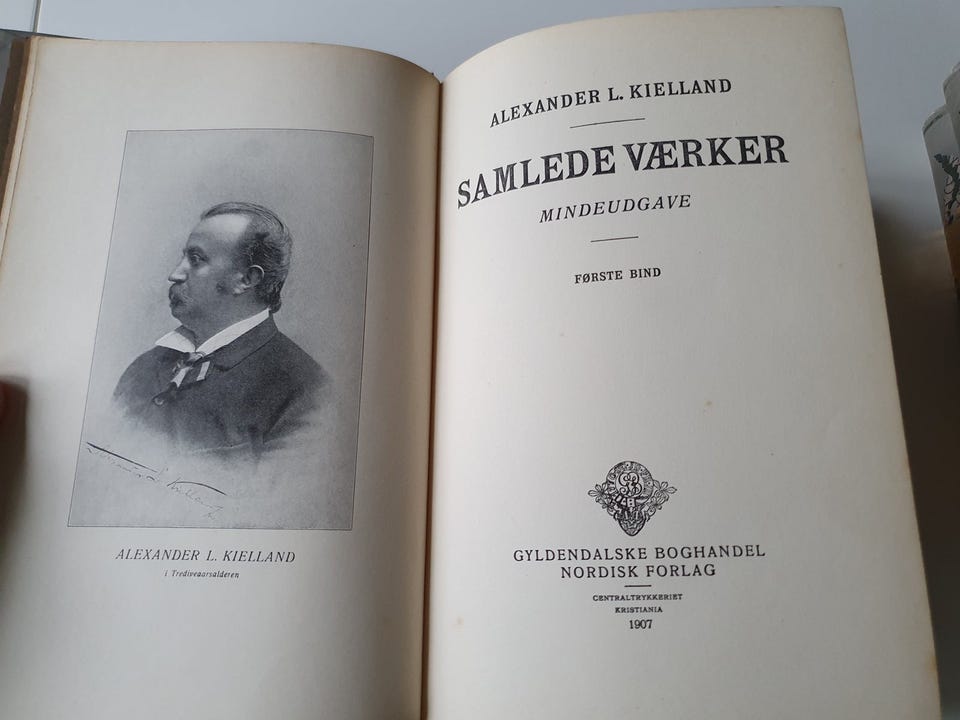 ALEXANDER L. KIELLAND
i Trediveaarsalderen
ALEXANDER L. KIELLAND
SAMLEDE VÆRKER
MINDEUDGAVE
FØRSTE BIND
GYLDENDALSKE BOGHANDEL
NORDISK FORLAG
CENTRALTRYKKERIET
KRISTIANIA
1907